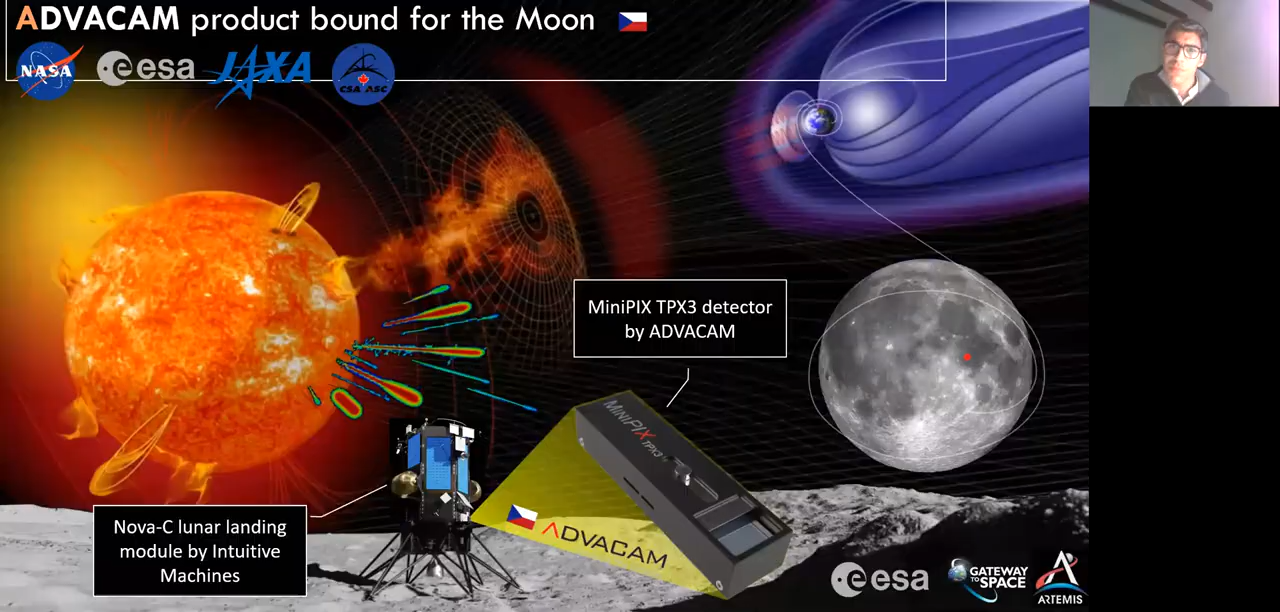 ADVACAM product bound for the Moon
NASA
esa
JAXA
CSA ASC
MiniPIX TPX3 detector
by ADVACAM
MINIPIX
TPX3
Nova-C lunar landing
module by Intuitive
Machines
ADVACAM
esa
GATEWAY
TO SPACE
ARTEMIS